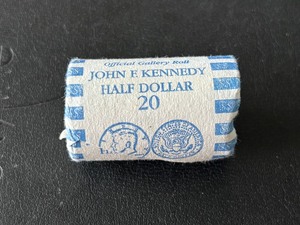 Official Gallery Roll
JOHN F. KENNEDY
HALF DOLLAR
20